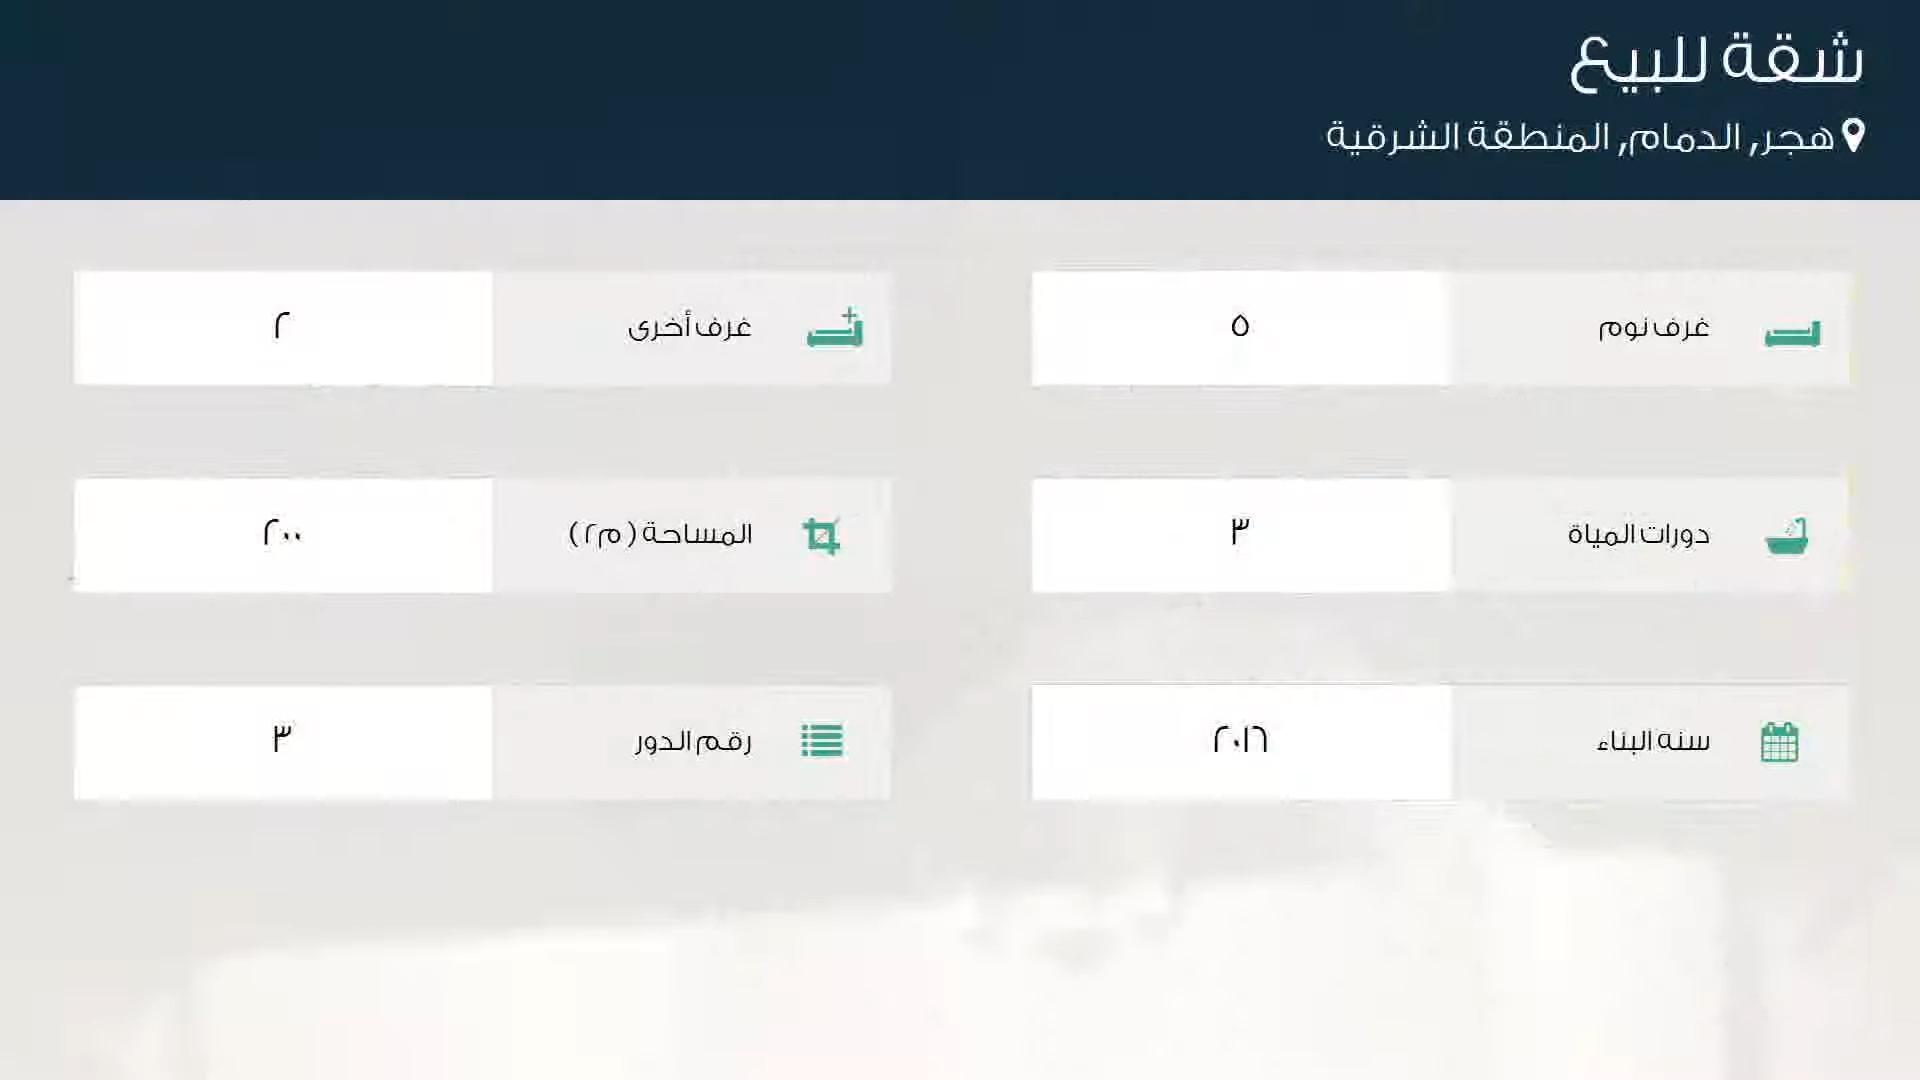 شقة للبيع
هجر, الدمام, المنطقة الشرقية
غرف نوم ٥
غرف أخرى ٢
دورات المياة ٣
المساحة (م٢) ٢٠٠
سنه البناء ٢٠١٦
رقم الدور ٣